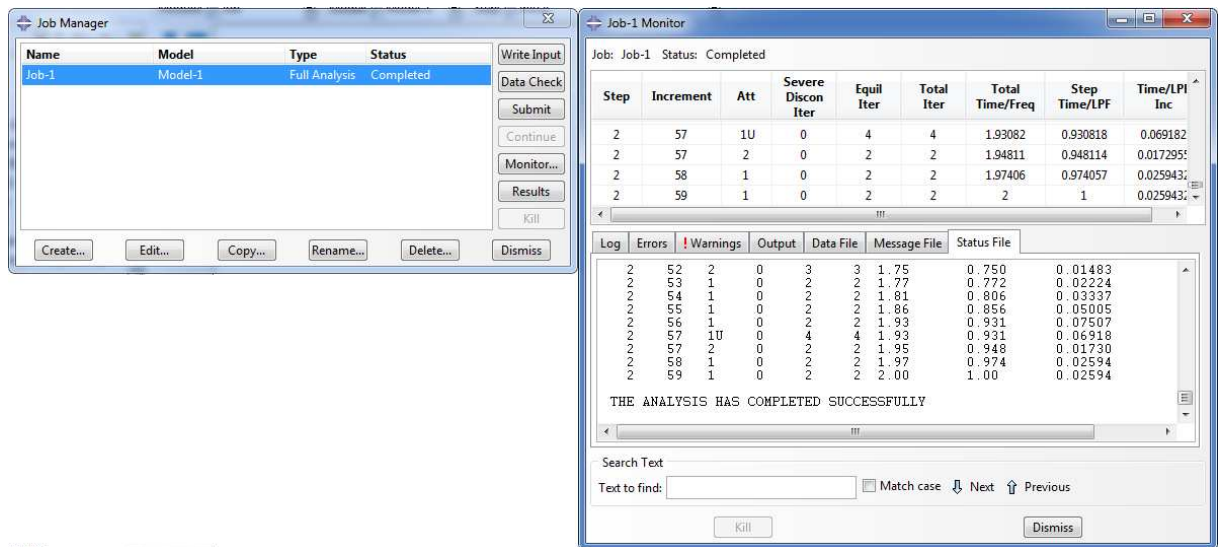 Job Manager
Name Model Type Status
Job-1 Model-1 Full Analysis Completed
Write Input
Data Check
Submit
Continue
Monitor...
Results
Kill
Create... Edit... Copy... Rename... Delete... Dismiss
Job-1 Monitor
Job: Job-1 Status: Completed
Step Increment Att Severe Discon Iter Equil Iter Total Iter Total Time/Freq Step Time/LPF Time/LPF Inc
2 57 1U 0 4 4 1.93082 0.930818 0.069182
2 57 2 0 2 2 1.94811 0.948114 0.0172955
2 58 1 0 2 2 1.97406 0.974057 0.0259432
2 59 1 0 2 2 2 1 0.0259432
Log Errors ! Warnings Output Data File Message File Status File
2 52 2 0 3 3 1.75 0.750 0.01483
2 53 1 0 2 2 1.77 0.772 0.02224
2 54 1 0 2 2 1.81 0.806 0.03337
2 55 1 0 2 2 1.86 0.856 0.05005
2 56 1 0 2 2 1.93 0.931 0.07507
2 57 1U 0 4 4 1.93 0.931 0.06918
2 57 2 0 2 2 1.95 0.948 0.01730
2 58 1 0 2 2 1.97 0.974 0.02594
2 59 1 0 2 2 2.00 1.00 0.02594
THE ANALYSIS HAS COMPLETED SUCCESSFULLY
Search Text
Text to find: Match case Next Previous
Kill Dismiss